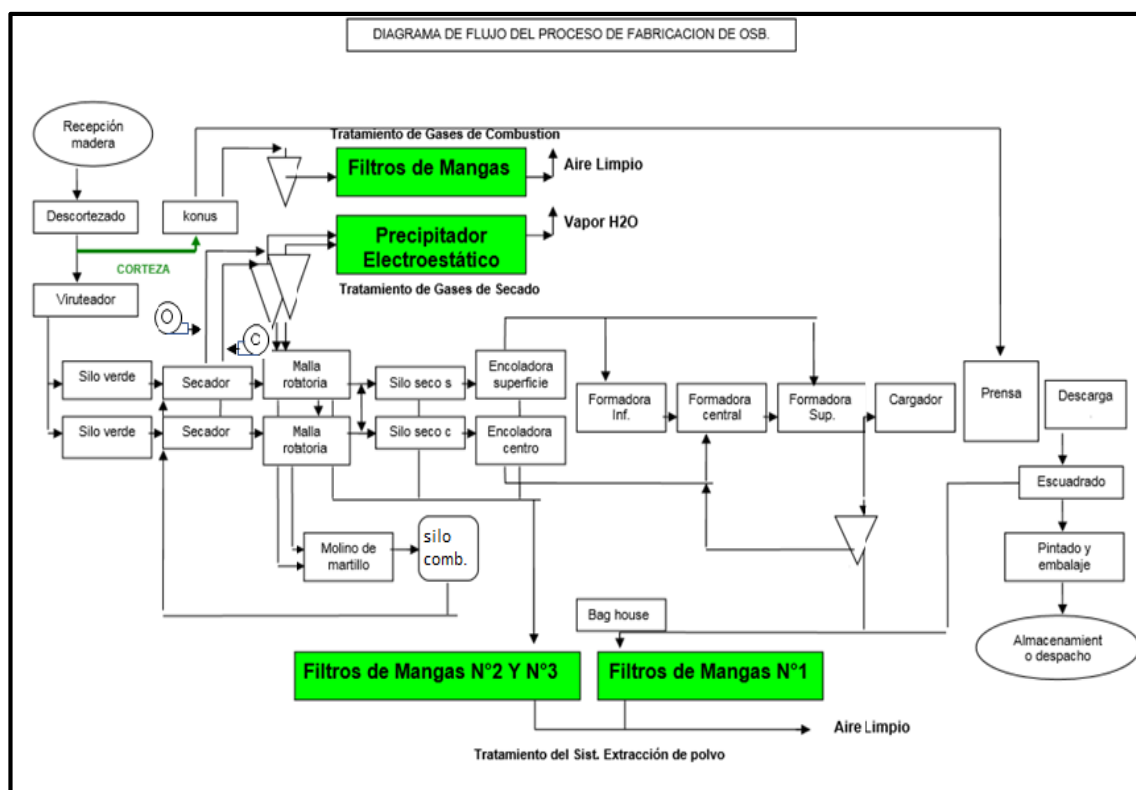 DIAGRAMA DE FLUJO DEL PROCESO DE FABRICACION DE OSB.
Recepción
madera
Tratamiento de Gases de Combustion
Filtros de Mangas
Aire Limpio
Descortezado
konus
Precipitador
Electroestático
Vapor H2O
CORTEZA
Tratamiento de Gases de Secado
Viruteador
O
C
Silo verde
Secador
Malla
rotatoria
Silo seco s
Encoladora
superficie
Formadora
Inf.
Formadora
central
Formadora
Sup.
Cargador
Prensa
Descarga
.
Silo verde
Secador
Malla
rotatoria
Silo seco c
Encoladora
centro
Escuadrado
Molino de
martillo
silo
comb.
Pintado y
embalaje
Bag house
Almacenamient
o despacho
Filtros de Mangas N°2 Y N°3
Filtros de Mangas N°1
Aire Limpio
Tratamiento del Sist. Extracción de polvo